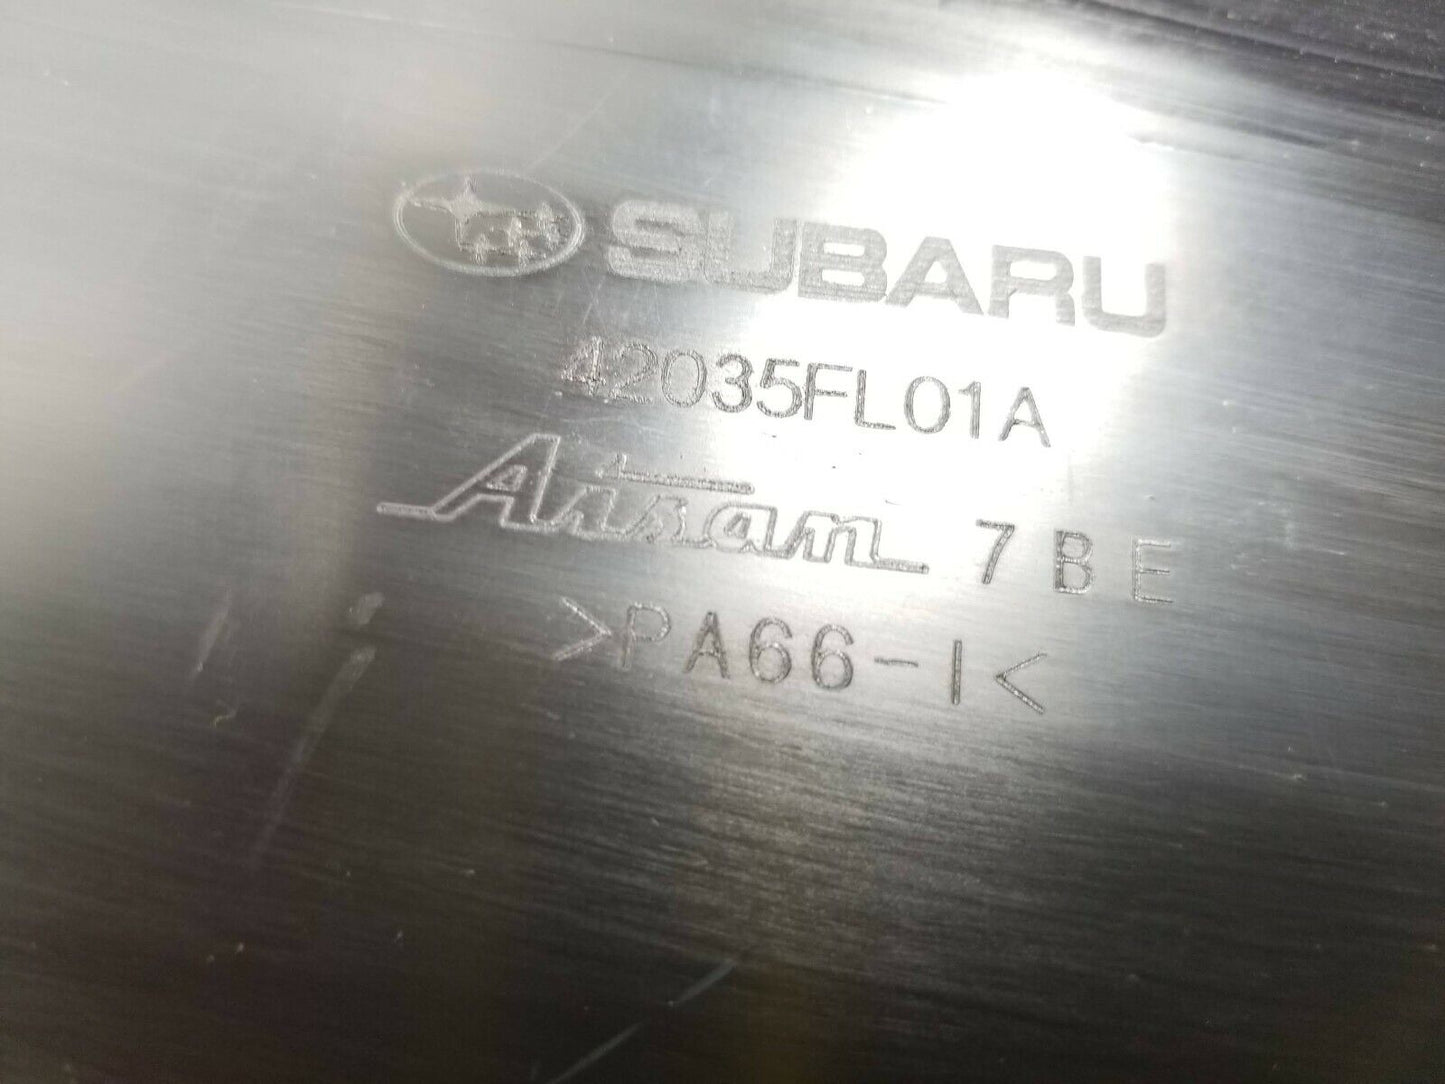 SUBARU
42035FL01A
Aisan 7BE
>PA66-I<